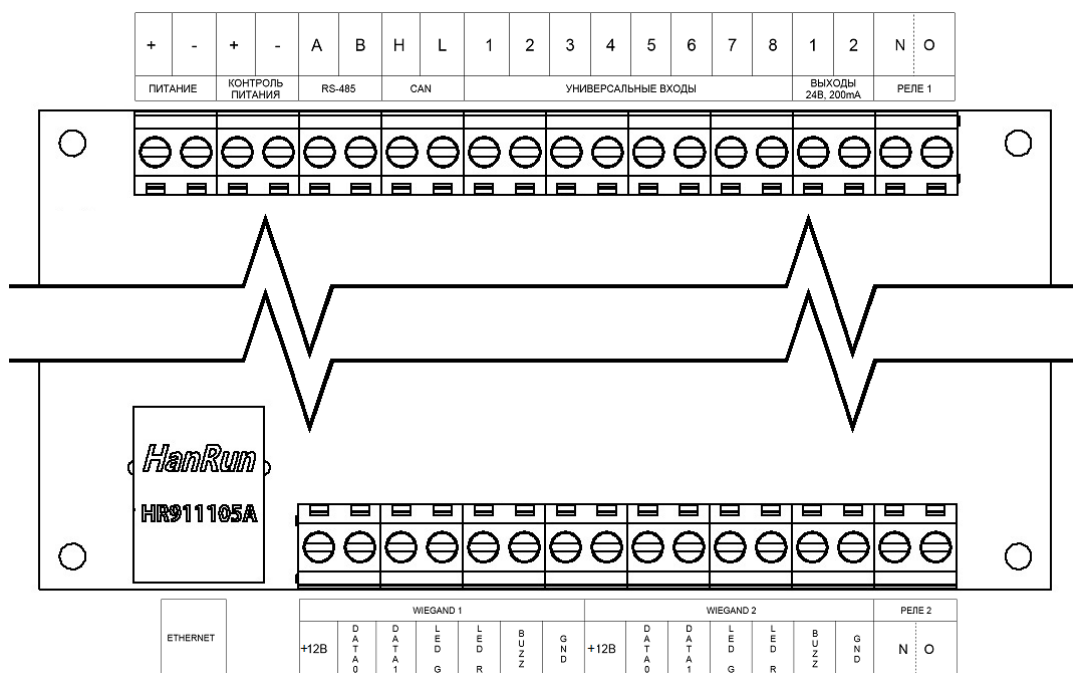 + - + - A B H L 1 2 3 4 5 6 7 8 1 2 N O
ПИТАНИЕ КОНТРОЛЬ ПИТАНИЯ RS-485 CAN УНИВЕРСАЛЬНЫЕ ВХОДЫ ВЫХОДЫ 24В, 200mA РЕЛЕ 1
HanRun
HR911105A
WIEGAND 1 WIEGAND 2 РЕЛЕ 2
ETHERNET
+12В DATA0 DATA1 LED G LED R BUZZ GND +12В DATA0 DATA1 LED G LED R BUZZ GND N O